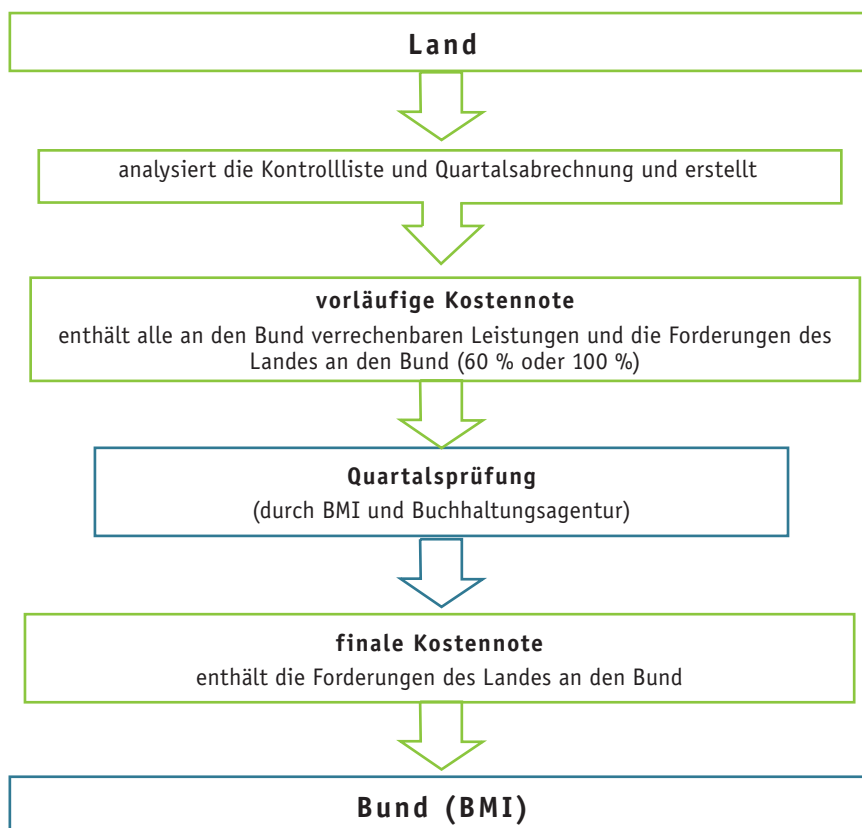 Land
analysiert die Kontrollliste und Quartalsabrechnung und erstellt
vorläufige Kostennote
enthält alle an den Bund verrechenbaren Leistungen und die Forderungen des
Landes an den Bund (60 % oder 100 %)
Quartalsprüfung
(durch BMI und Buchhaltungsagentur)
finale Kostennote
enthält die Forderungen des Landes an den Bund
Bund (BMI)